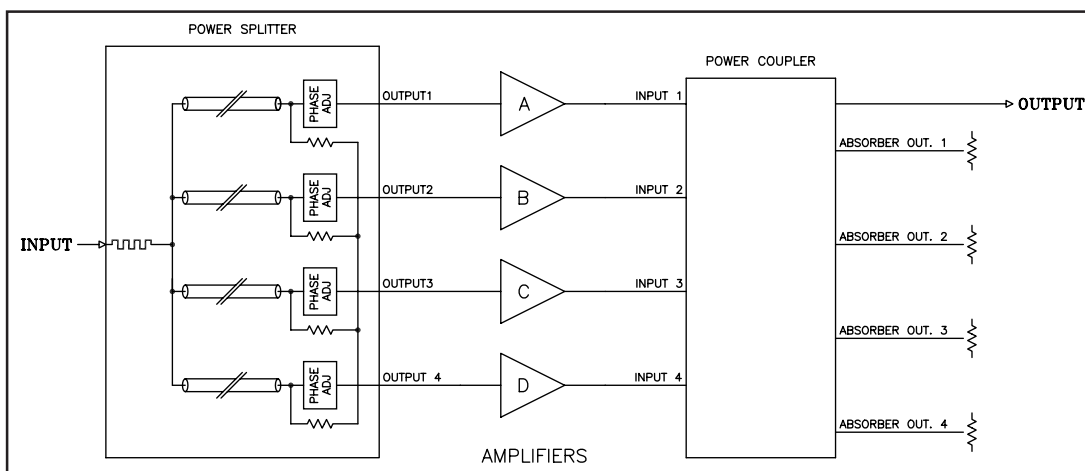 POWER SPLITTER
POWER COUPLER
PHASE
ADJ
OUTPUT1
A
INPUT 1
OUTPUT
ABSORBER OUT. 1
PHASE
ADJ
OUTPUT2
B
INPUT 2
INPUT
ABSORBER OUT. 2
PHASE
ADJ
OUTPUT3
C
INPUT 3
ABSORBER OUT. 3
PHASE
ADJ
OUTPUT 4
D
INPUT 4
ABSORBER OUT. 4
AMPLIFIERS